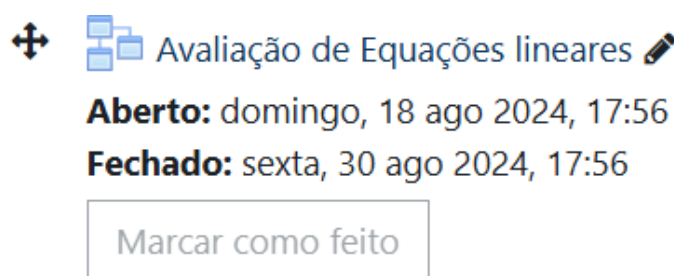 Avaliação de Equações lineares
Aberto: domingo, 18 ago 2024, 17:56
Fechado: sexta, 30 ago 2024, 17:56
Marcar como feito